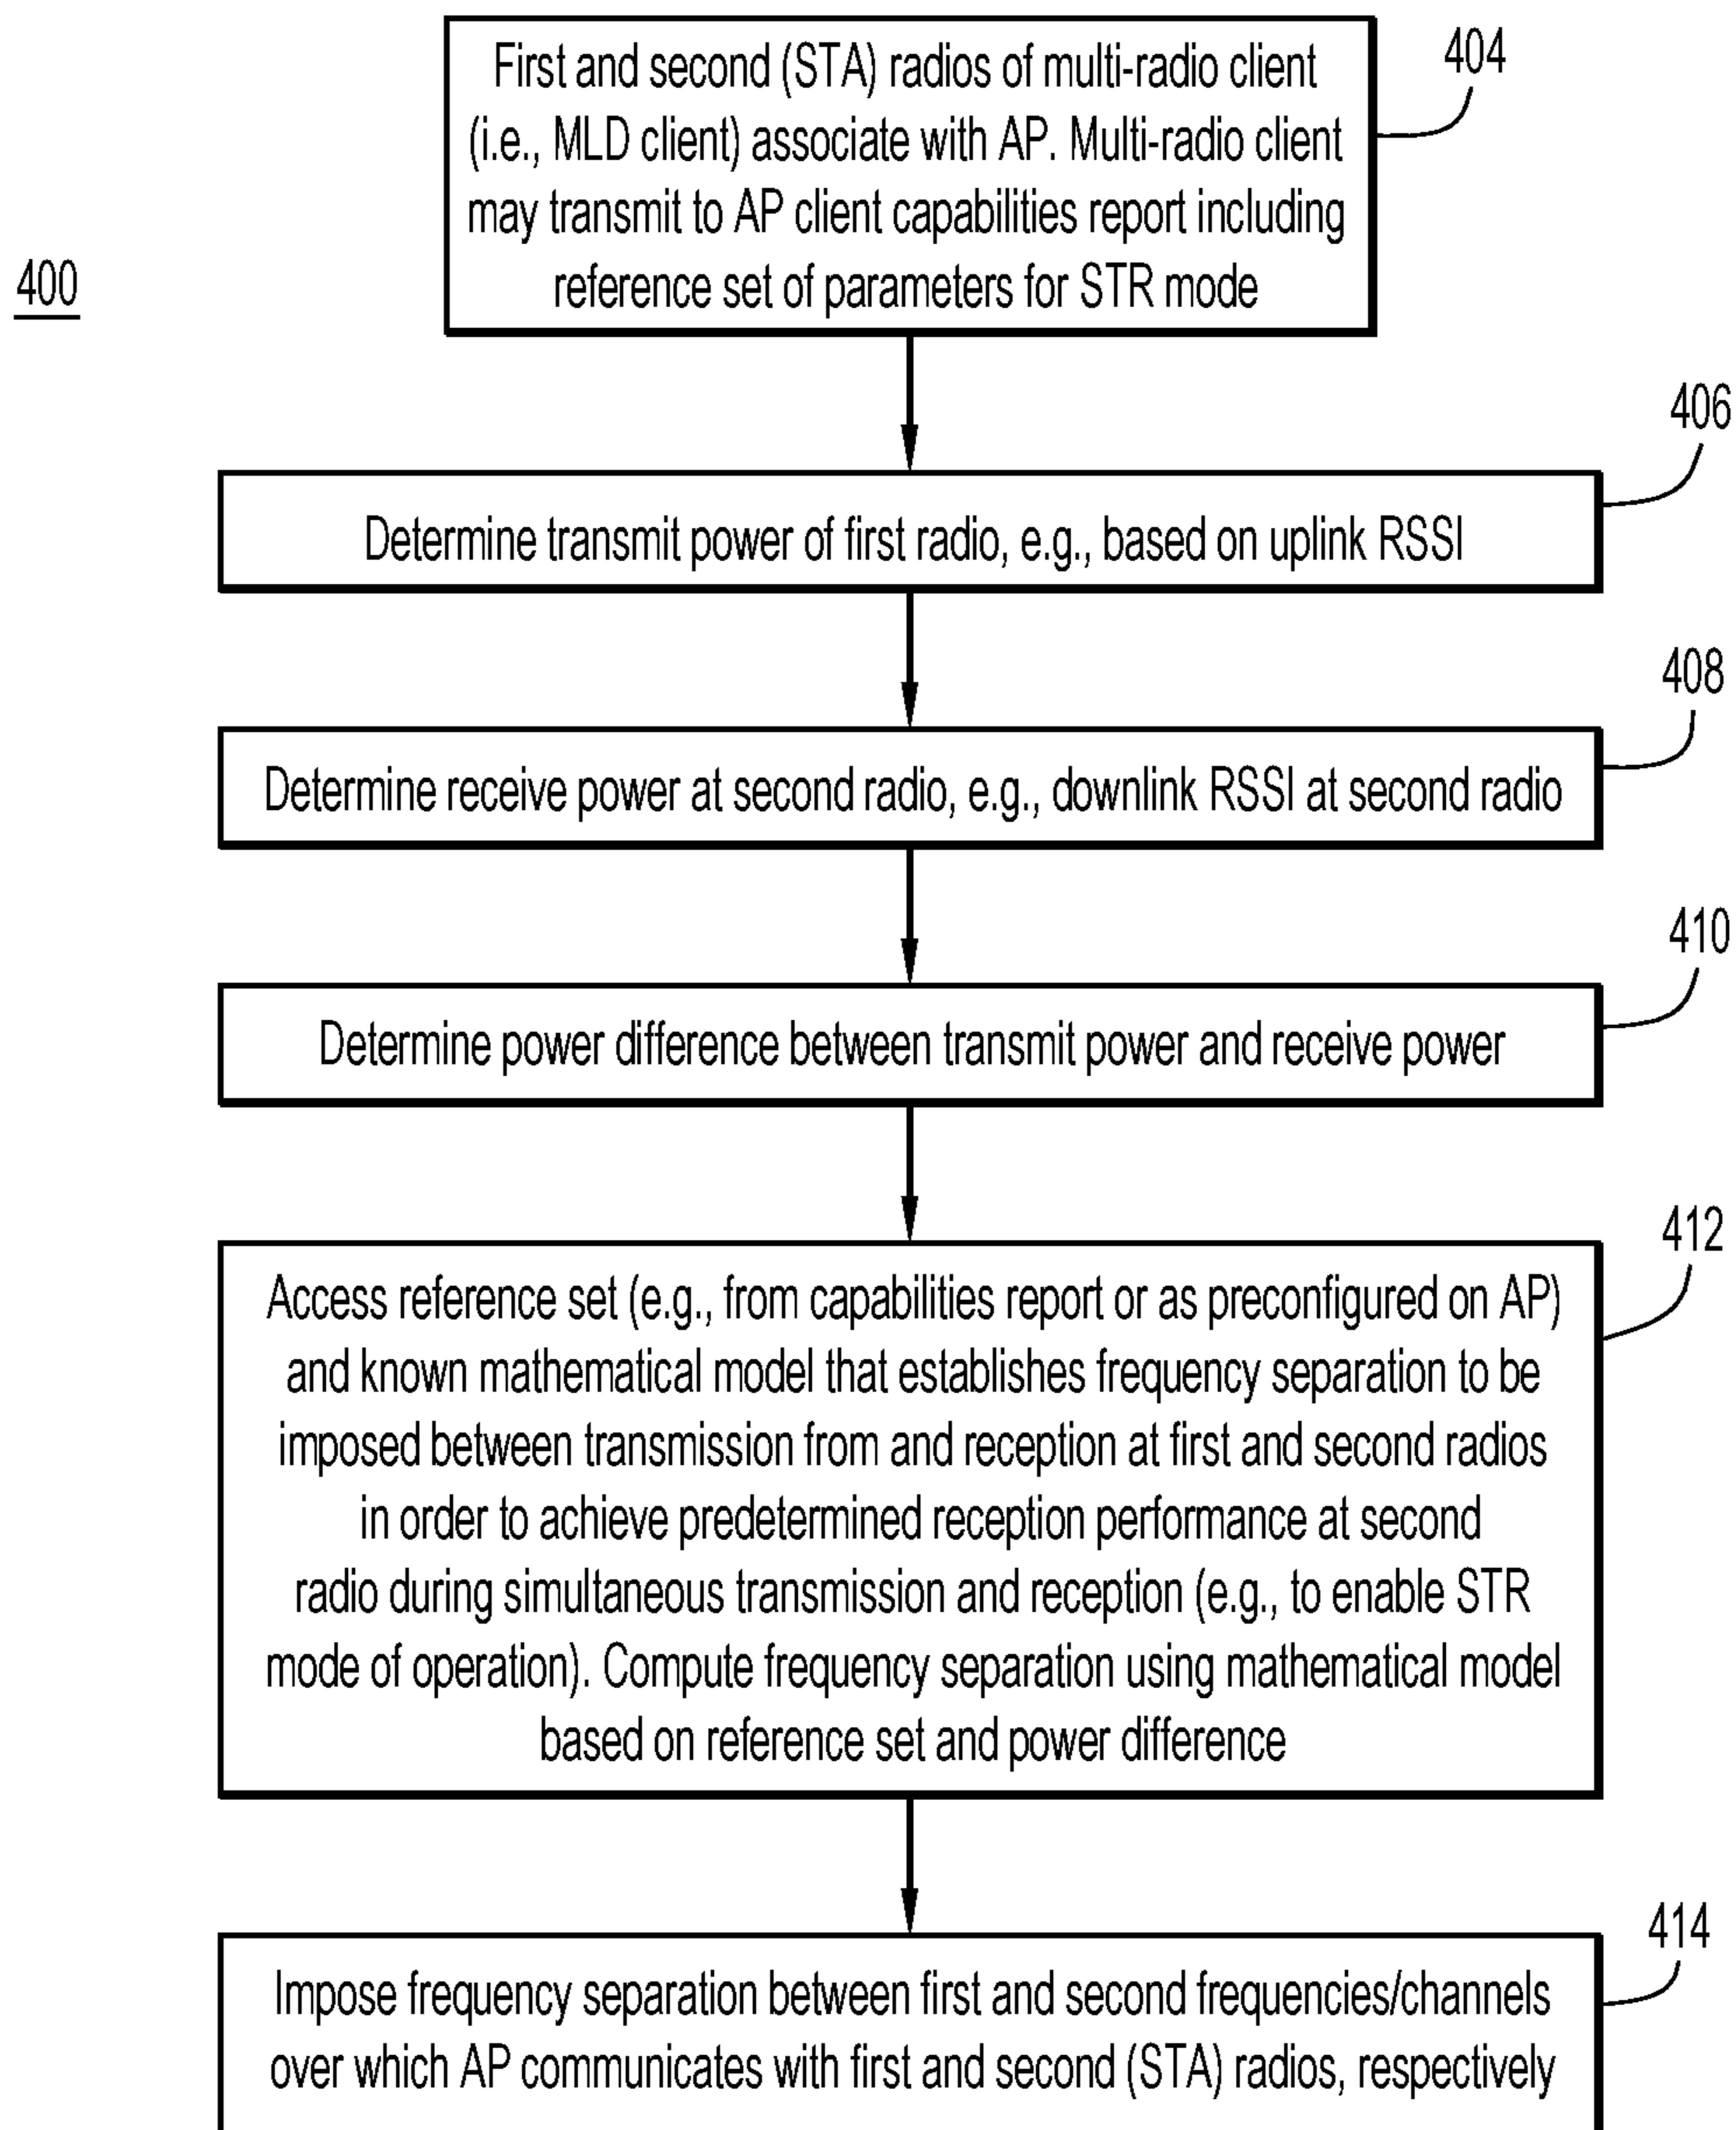 400
First and second (STA) radios of multi-radio client
(i.e., MLD client) associate with AP. Multi-radio client
may transmit to AP client capabilities report including
reference set of parameters for STR mode
404
Determine transmit power of first radio, e.g., based on uplink RSSI
406
Determine receive power at second radio, e.g., downlink RSSI at second radio
408
Determine power difference between transmit power and receive power
410
Access reference set (e.g., from capabilities report or as preconfigured on AP)
and known mathematical model that establishes frequency separation to be
imposed between transmission from and reception at first and second radios
in order to achieve predetermined reception performance at second
radio during simultaneous transmission and reception (e.g., to enable STR
mode of operation). Compute frequency separation using mathematical model
based on reference set and power difference
412
Impose frequency separation between first and second frequencies/channels
over which AP communicates with first and second (STA) radios, respectively
414